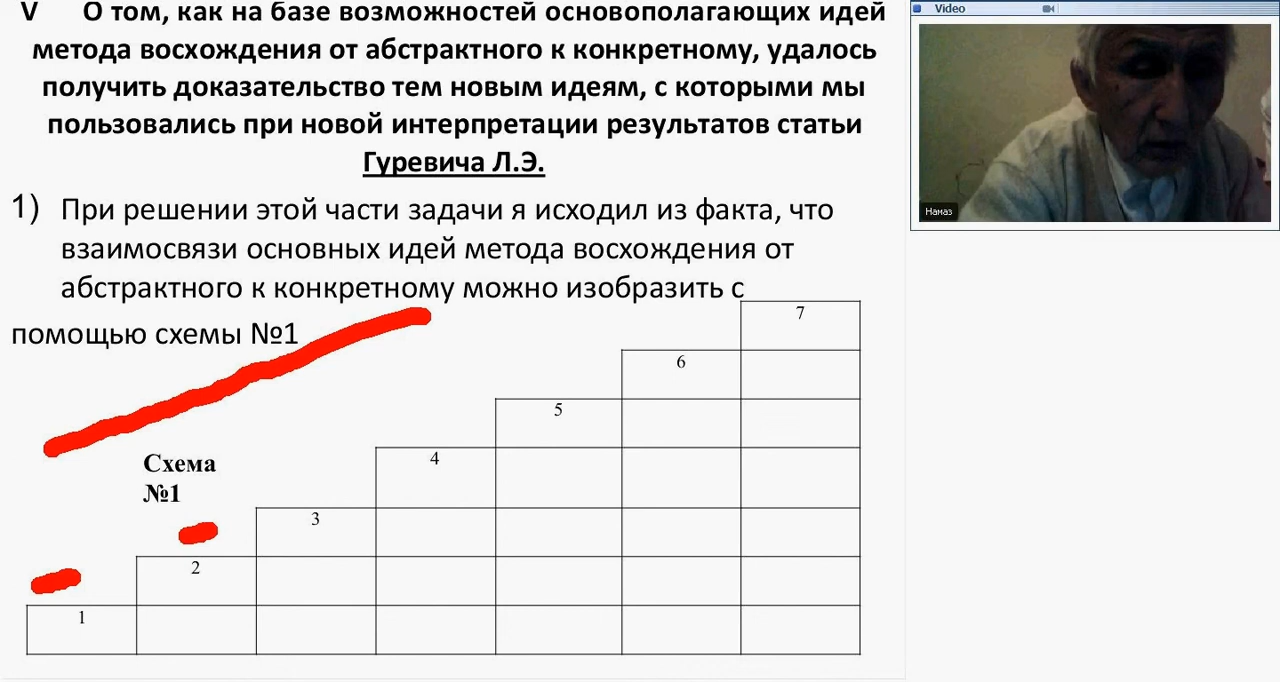 V О том, как на базе возможностей основополагающих идей
метода восхождения от абстрактного к конкретному, удалось
получить доказательство тем новым идеям, с которыми мы
пользовались при новой интерпретации результатов статьи
Гуревича Л.Э.
1) При решении этой части задачи я исходил из факта, что
взаимосвязи основных идей метода восхождения от
абстрактного к конкретному можно изобразить с
помощью схемы №1
Схема
№1
7
6
5
4
3
2
1
Video
Намаз